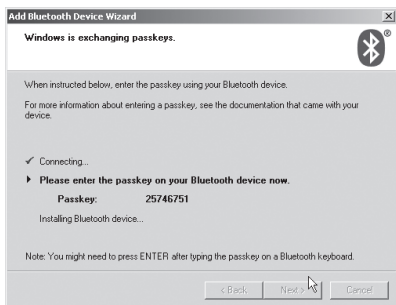 Add Bluetooth Device Wizard
Windows is exchanging passkeys.
®
When instructed below, enter the passkey using your Bluetooth device.
For more information about entering a passkey, see the documentation that came with your
device.
Connecting...
Please enter the passkey on your Bluetooth device now.
Passkey: 25746751
Installing Bluetooth device...
Note: You might need to press ENTER after typing the passkey on a Bluetooth keyboard.
< Back Next > Cancel